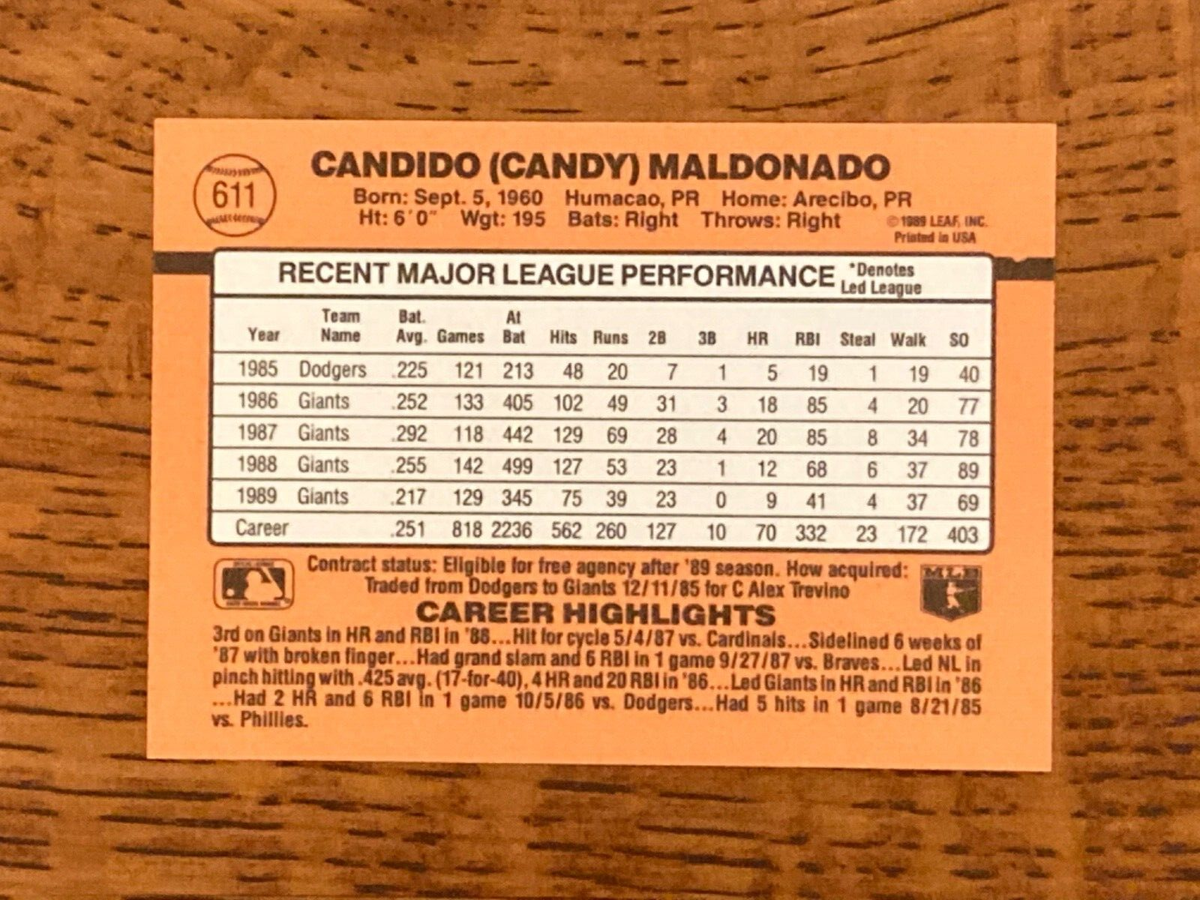 611
CANDIDO (CANDY) MALDONADO
Born: Sept. 5, 1960 Humacao, PR Home: Arecibo, PR
Ht: 6'0" Wgt: 195 Bats: Right Throws: Right
©1989 LEAF, INC.
Printed in USA
RECENT MAJOR LEAGUE PERFORMANCE *Denotes Led League
Year Team Name Bat. Avg. Games At Bat Hits Runs 2B 3B HR RBI Steal Walk SO
1985 Dodgers .225 121 213 48 20 7 1 5 19 1 19 40
1986 Giants .252 133 405 102 49 31 3 18 85 4 20 77
1987 Giants .292 118 442 129 69 28 4 20 85 8 34 78
1988 Giants .255 142 499 127 53 23 1 12 68 6 37 89
1989 Giants .217 129 345 75 39 23 0 9 41 4 37 69
Career .251 818 2236 562 260 127 10 70 332 23 172 403
Contract status: Eligible for free agency after '89 season. How acquired:
Traded from Dodgers to Giants 12/11/85 for C Alex Trevino
MLB
CAREER HIGHLIGHTS
3rd on Giants in HR and RBI in '88...Hit for cycle 5/4/87 vs. Cardinals...Sidelined 6 weeks of
'87 with broken finger...Had grand slam and 6 RBI in 1 game 9/27/87 vs. Braves...Led NL in
pinch hitting with .425 avg. (17-for-40), 4 HR and 20 RBI in '86...Led Giants in HR and RBI in '86
...Had 2 HR and 6 RBI in 1 game 10/5/86 vs. Dodgers...Had 5 hits in 1 game 8/21/85
vs. Phillies.